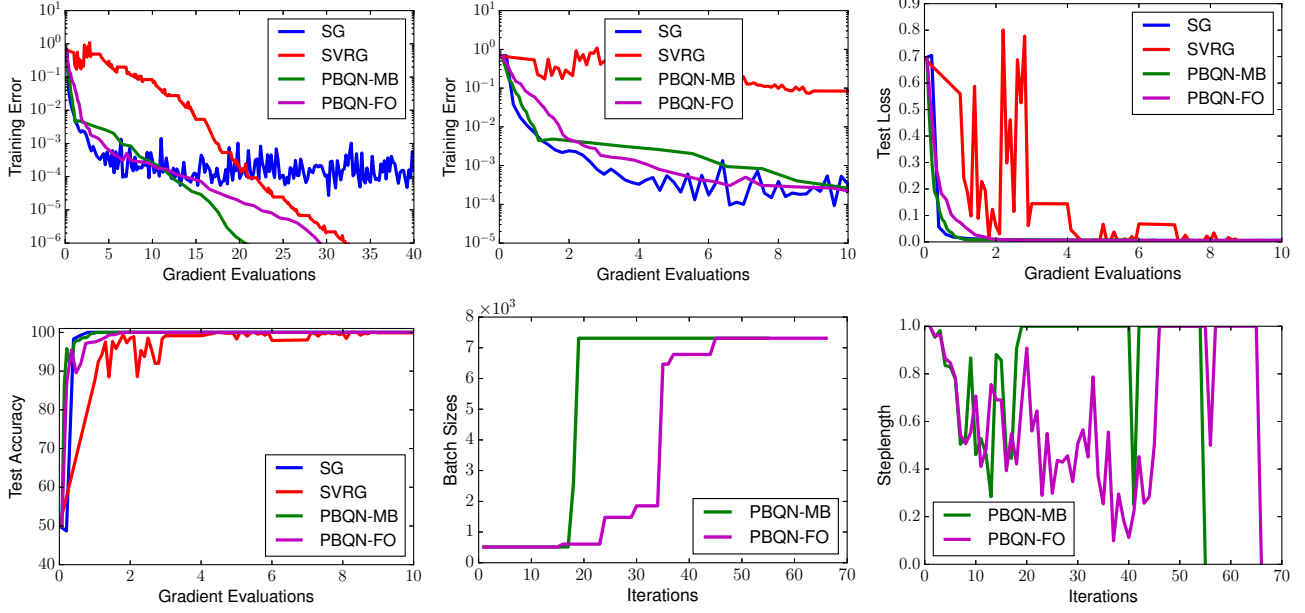 10^1
10^0
10^-1
10^-2
10^-3
10^-4
10^-5
10^-6
Training Error
0 5 10 15 20 25 30 35 40
Gradient Evaluations
SG
SVRG
PBQN-MB
PBQN-FO
10^1
10^0
10^-1
10^-2
10^-3
10^-4
10^-5
Training Error
0 2 4 6 8 10
Gradient Evaluations
SG
SVRG
PBQN-MB
PBQN-FO
0.9
0.8
0.7
0.6
0.5
0.4
0.3
0.2
0.1
0.0
Test Loss
0 2 4 6 8 10
Gradient Evaluations
SG
SVRG
PBQN-MB
PBQN-FO
100
90
80
70
60
50
40
Test Accuracy
0 2 4 6 8 10
Gradient Evaluations
SG
SVRG
PBQN-MB
PBQN-FO
×10^3
8
7
6
5
4
3
2
1
0
Batch Sizes
0 10 20 30 40 50 60 70
Iterations
PBQN-MB
PBQN-FO
1.0
0.8
0.6
0.4
0.2
0.0
Steplength
0 10 20 30 40 50 60 70
Iterations
PBQN-MB
PBQN-FO